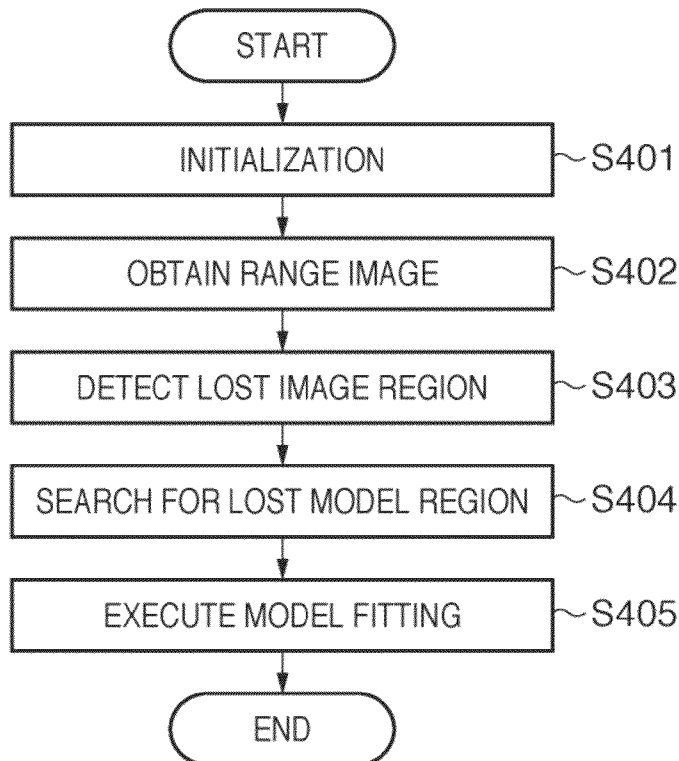 START
INITIALIZATION
S401
OBTAIN RANGE IMAGE
S402
DETECT LOST IMAGE REGION
S403
SEARCH FOR LOST MODEL REGION
S404
EXECUTE MODEL FITTING
S405
END